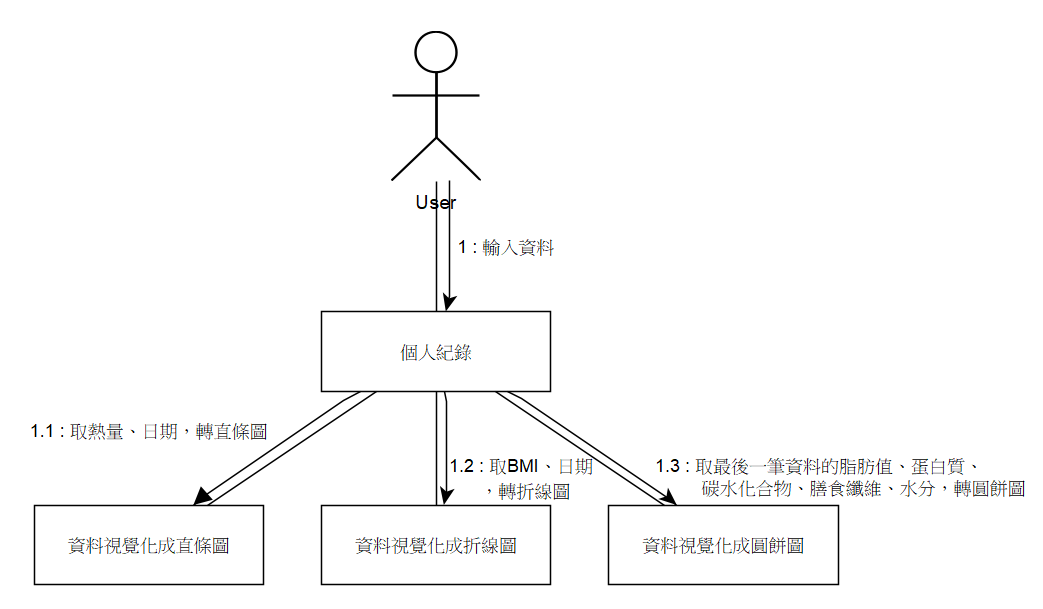 User
1 : 輸入資料
個人紀錄
1.1 : 取熱量、日期，轉直條圖
1.2 : 取BMI、日期
，轉折線圖
1.3 : 取最後一筆資料的脂肪值、蛋白質、
碳水化合物、膳食纖維、水分，轉圓餅圖
資料視覺化成直條圖
資料視覺化成折線圖
資料視覺化成圓餅圖